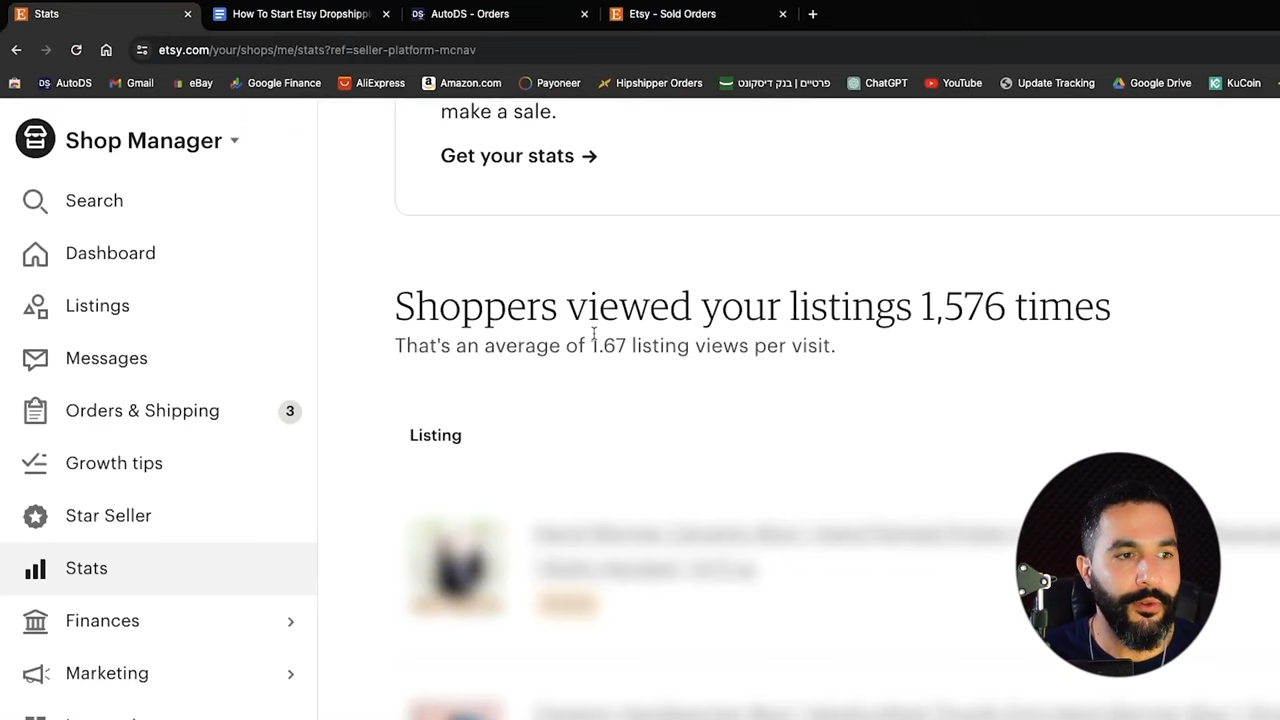 Stats
How To Start Etsy Dropshippi
AutoDS - Orders
Etsy - Sold Orders
etsy.com/your/shops/me/stats?ref=seller-platform-mcnav
AutoDS
Gmail
eBay
Google Finance
AliExpress
Amazon.com
Payoneer
Hipshipper Orders
פרטיים | בנק דיסקונט
ChatGPT
YouTube
Update Tracking
Google Drive
KuCoin
make a sale.
Get your stats →
Shop Manager
Search
Dashboard
Listings
Messages
Orders & Shipping 3
Growth tips
Star Seller
Stats
Finances
Marketing
Shoppers viewed your listings 1,576 times
That's an average of 1.67 listing views per visit.
Listing